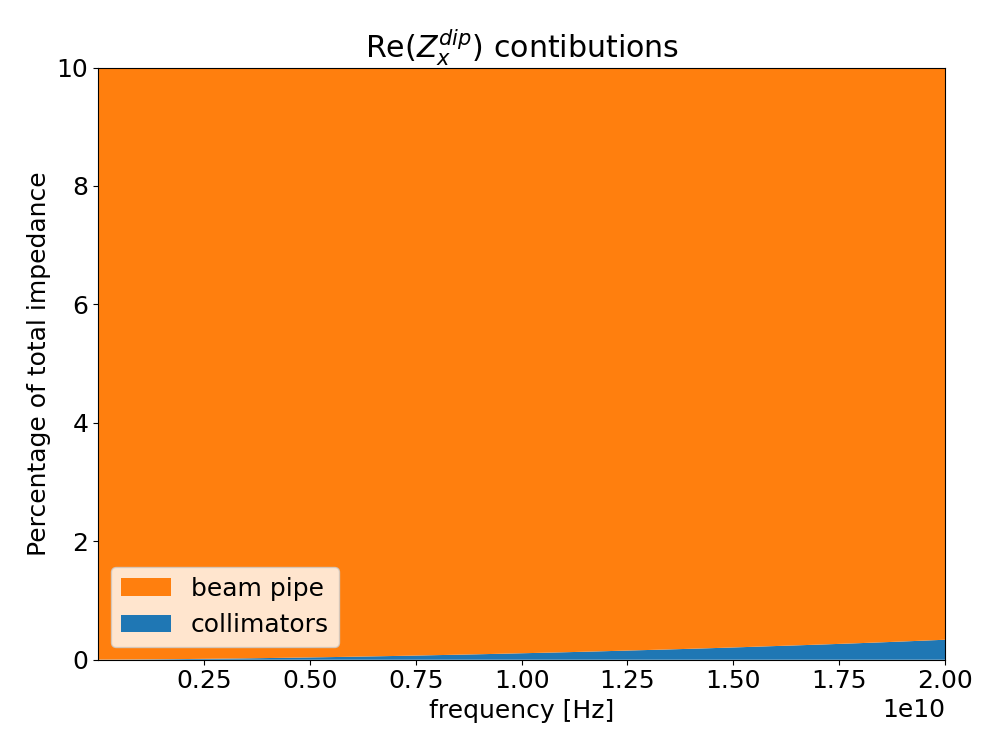 Re(Z_x^{dip}) contibutions
Percentage of total impedance
10
8
6
4
2
0
beam pipe
collimators
0.25 0.50 0.75 1.00 1.25 1.50 1.75 2.00
frequency [Hz] 1e10